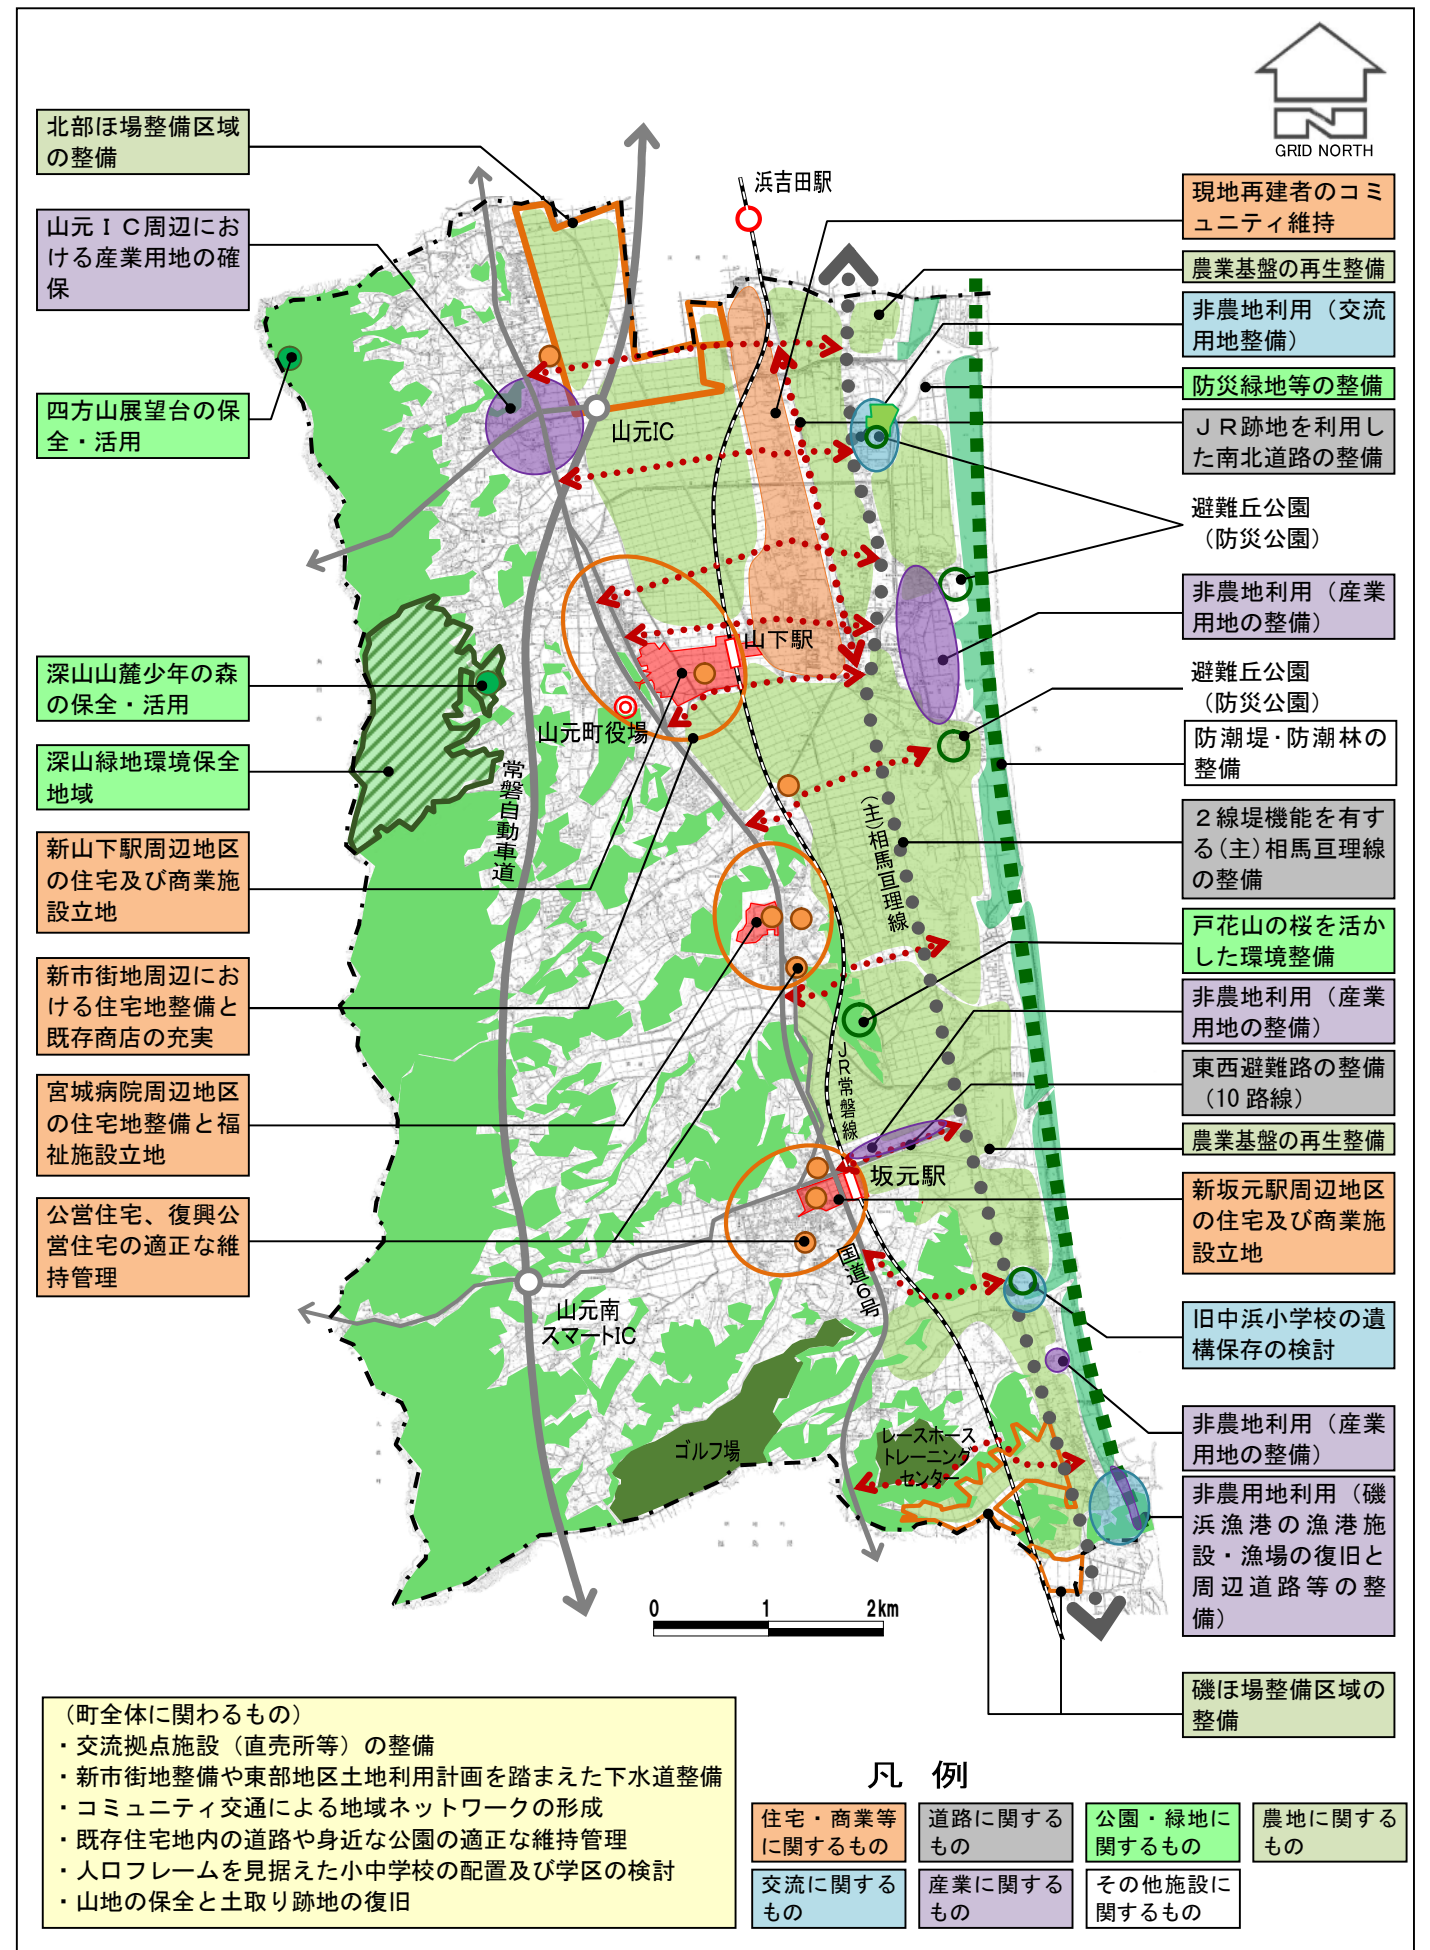 GRID NORTH
北部ほ場整備区域
の整備
山元ＩＣ周辺にお
ける産業用地の確
保
四方山展望台の保
全・活用
深山山麓少年の森
の保全・活用
深山緑地環境保全
地域
新山下駅周辺地区
の住宅及び商業施
設立地
新市街地周辺にお
ける住宅地整備と
既存商店の充実
宮城病院周辺地区
の住宅地整備と福
祉施設立地
公営住宅、復興公
営住宅の適正な維
持管理
浜吉田駅
山元IC
山下駅
山元町役場
常磐自動車道
(主)相馬亘理線
JR常磐線
坂元駅
国道6号
山元南
スマートIC
ゴルフ場
レースホース
トレーニング
センター
0 1 2km
現地再建者のコミ
ュニティ維持
農業基盤の再生整備
非農地利用（交流
用地整備）
防災緑地等の整備
ＪＲ跡地を利用し
た南北道路の整備
避難丘公園
（防災公園）
非農地利用（産業
用地の整備）
避難丘公園
（防災公園）
防潮堤・防潮林の
整備
２線堤機能を有す
る(主)相馬亘理線
の整備
戸花山の桜を活か
した環境整備
非農地利用（産業
用地の整備）
東西避難路の整備
（10 路線）
農業基盤の再生整備
新坂元駅周辺地区
の住宅及び商業施
設立地
旧中浜小学校の遺
構保存の検討
非農地利用（産業
用地の整備）
非農用地利用（磯
浜漁港の漁港施
設・漁場の復旧と
周辺道路等の整
備）
磯ほ場整備区域の
整備
（町全体に関わるもの）
・交流拠点施設（直売所等）の整備
・新市街地整備や東部地区土地利用計画を踏まえた下水道整備
・コミュニティ交通による地域ネットワークの形成
・既存住宅地内の道路や身近な公園の適正な維持管理
・人口フレームを見据えた小中学校の配置及び学区の検討
・山地の保全と土取り跡地の復旧
凡 例
住宅・商業等
に関するもの
道路に関する
もの
公園・緑地に
関するもの
農地に関する
もの
交流に関する
もの
産業に関する
もの
その他施設に
関するもの